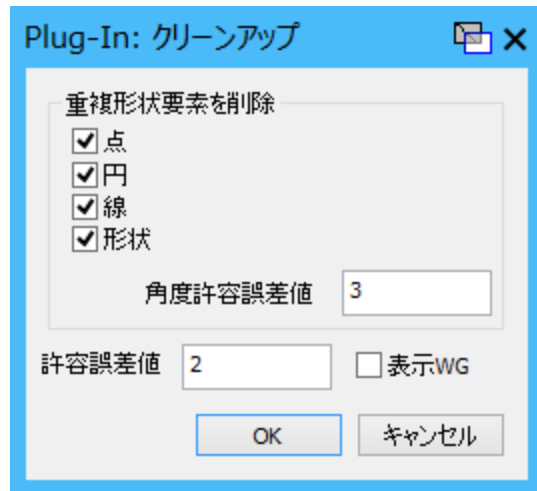 Plug-In: クリーンアップ
重複形状要素を削除
点
円
線
形状
角度許容誤差値 3
許容誤差値 2 表示WG
OK キャンセル